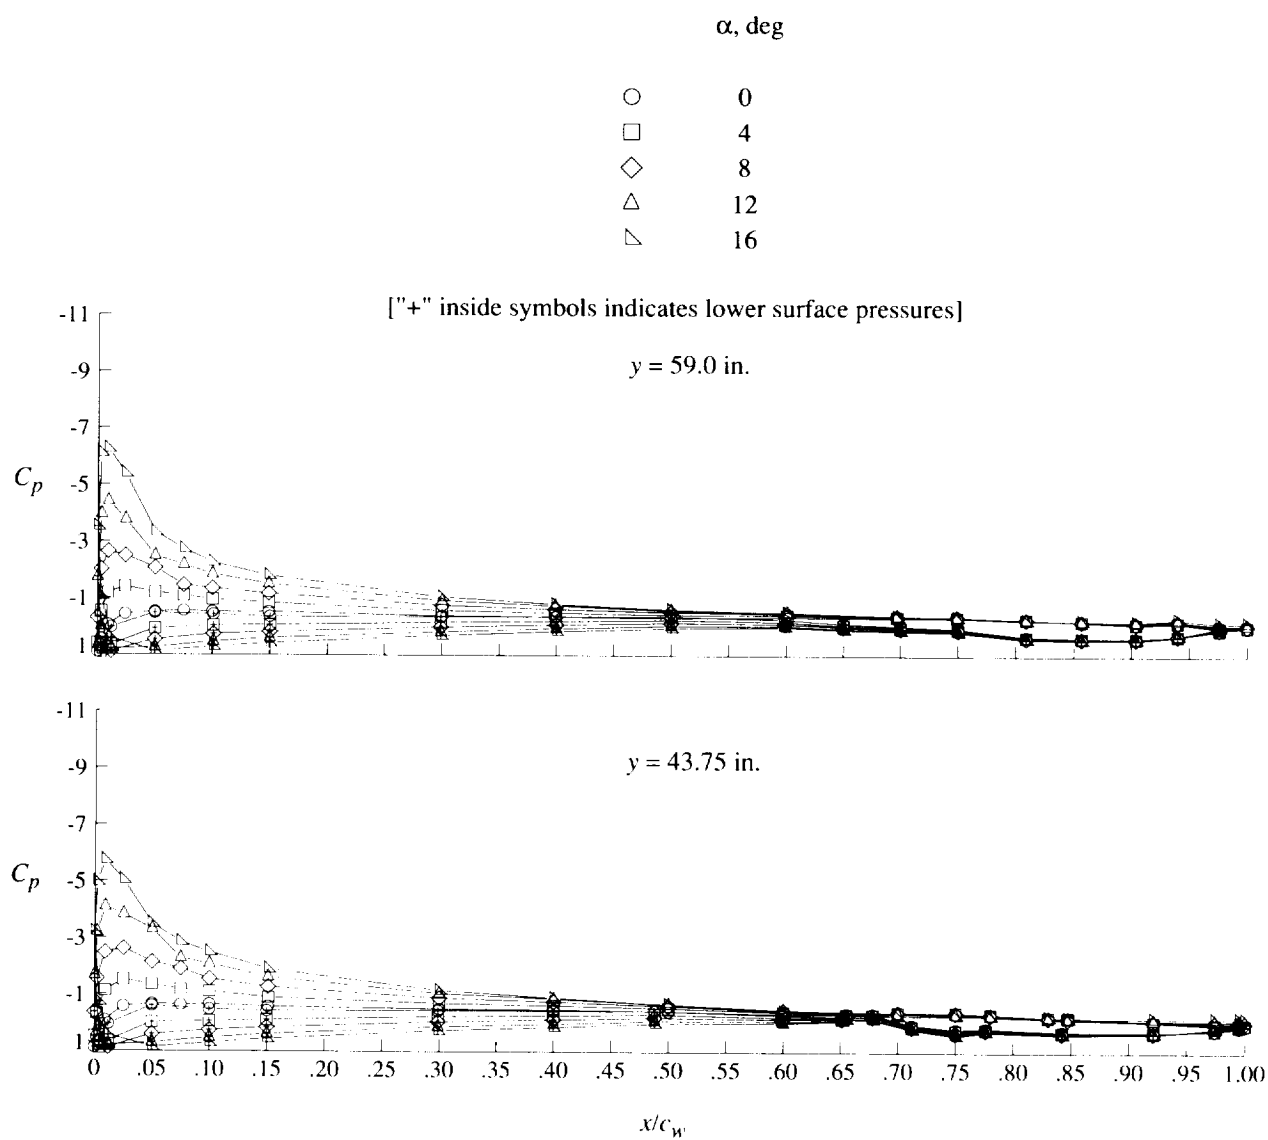 α, deg
0
4
8
12
16
["+" inside symbols indicates lower surface pressures]
y = 59.0 in.
-11
-9
-7
-5
-3
-1
1
C_p
y = 43.75 in.
-11
-9
-7
-5
-3
-1
1
C_p
0 .05 .10 .15 .20 .25 .30 .35 .40 .45 .50 .55 .60 .65 .70 .75 .80 .85 .90 .95 1.00
x/c_w